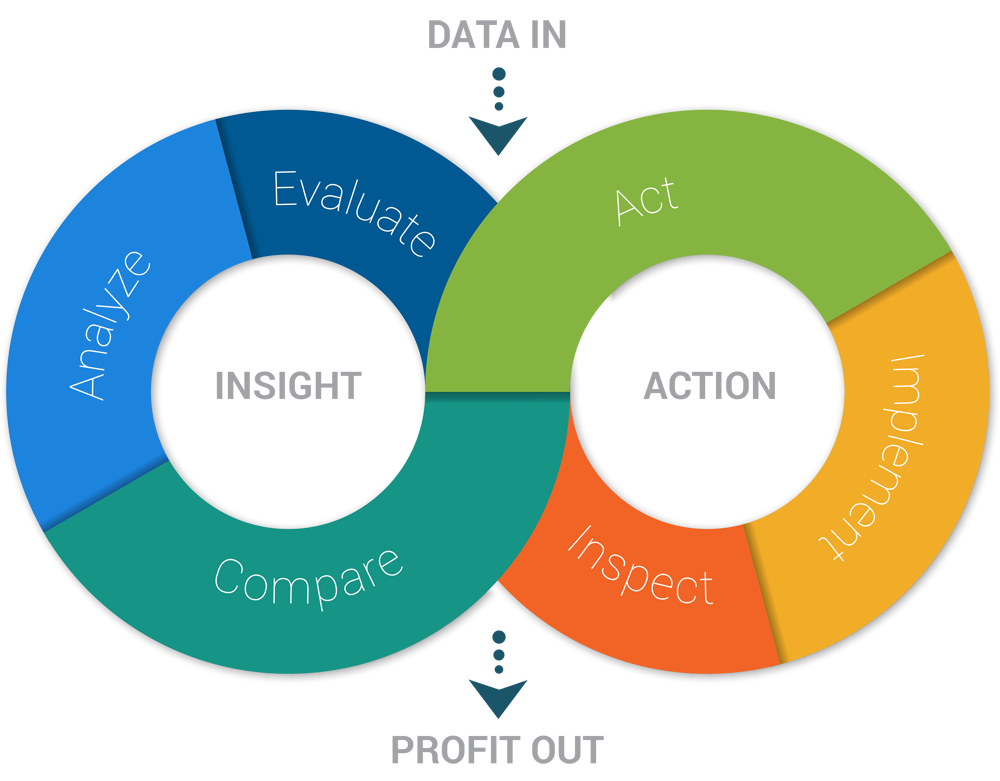 DATA IN
Evaluate
Act
Analyze
INSIGHT
ACTION
Implement
Compare
Inspect
PROFIT OUT